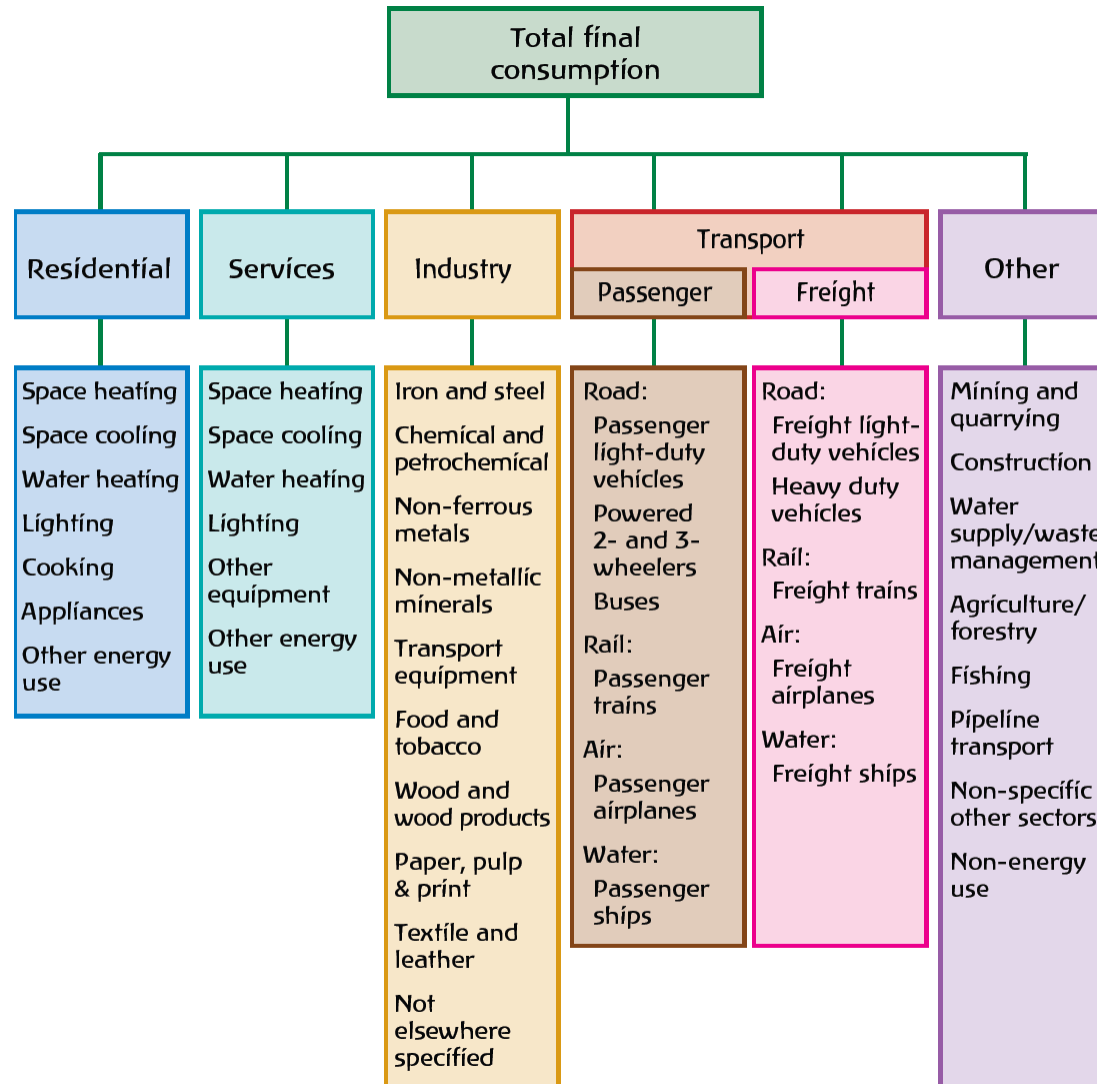 Total final
consumption
Residential
Services
Industry
Transport
Passenger
Freight
Other
Space heating
Space cooling
Water heating
Lighting
Cooking
Appliances
Other energy
use
Space heating
Space cooling
Water heating
Lighting
Other
equipment
Other energy
use
Iron and steel
Chemical and
petrochemical
Non-ferrous
metals
Non-metallic
minerals
Transport
equipment
Food and
tobacco
Wood and
wood products
Paper, pulp
& print
Textile and
leather
Not
elsewhere
specified
Road:
Passenger
light-duty
vehicles
Powered
2- and 3-
wheelers
Buses
Rail:
Passenger
trains
Air:
Passenger
airplanes
Water:
Passenger
ships
Road:
Freight light-
duty vehicles
Heavy duty
vehicles
Rail:
Freight trains
Air:
Freight
airplanes
Water:
Freight ships
Mining and
quarrying
Construction
Water
supply/waste
management
Agriculture/
forestry
Fishing
Pipeline
transport
Non-specific
other sectors
Non-energy
use